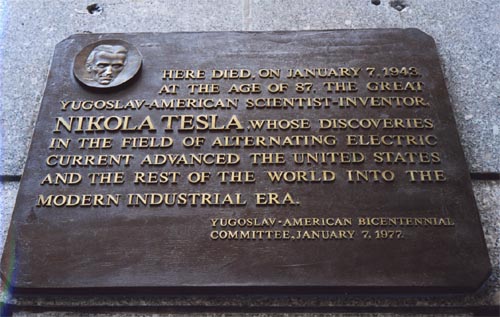 HERE DIED, ON JANUARY 7, 1943,
AT THE AGE OF 87, THE GREAT
YUGOSLAV-AMERICAN SCIENTIST-INVENTOR,
NIKOLA TESLA, WHOSE DISCOVERIES
IN THE FIELD OF ALTERNATING ELECTRIC
CURRENT ADVANCED THE UNITED STATES
AND THE REST OF THE WORLD INTO THE
MODERN INDUSTRIAL ERA.
YUGOSLAV-AMERICAN BICENTENNIAL
COMMITTEE, JANUARY 7, 1977.